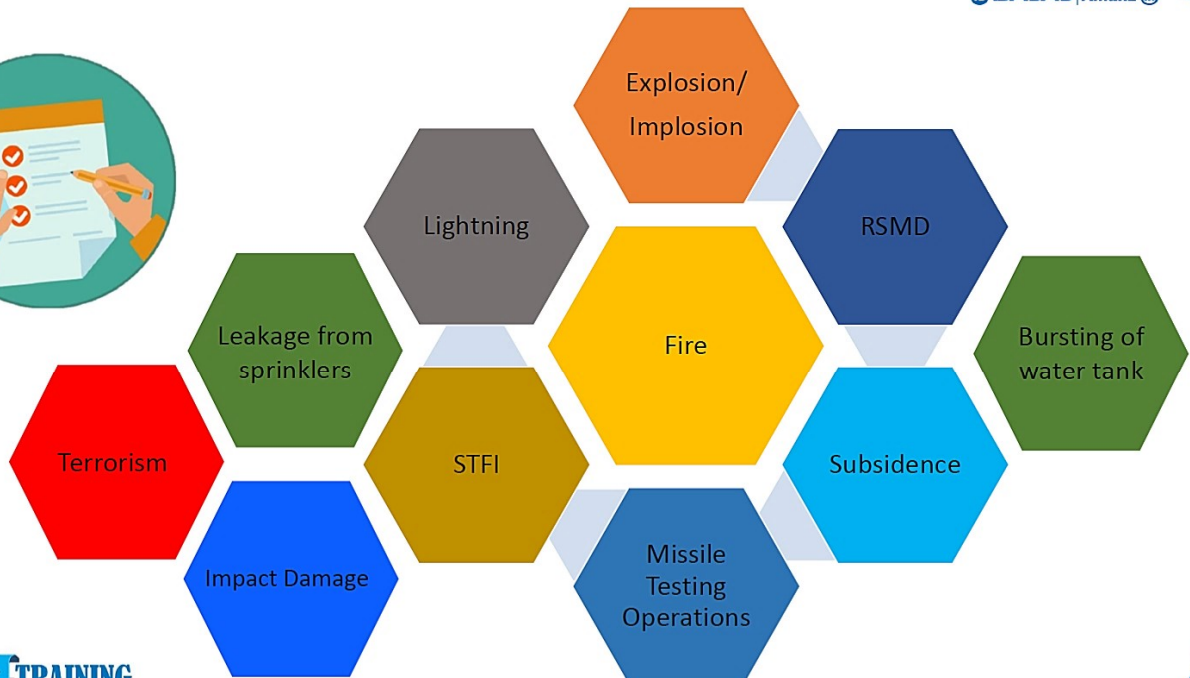 Explosion/
Implosion
Lightning
RSMD
Leakage from
sprinklers
Fire
Bursting of
water tank
Terrorism
STFI
Subsidence
Impact Damage
Missile
Testing
Operations
TRAINING